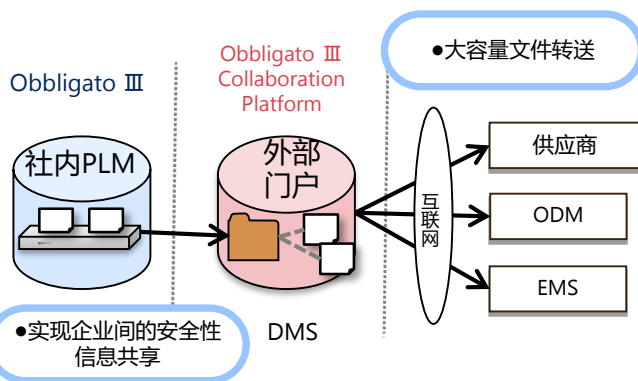 ●大容量文件转送
Obbligato Ⅲ
Obbligato Ⅲ
Collaboration
Platform
社内PLM
外部
门户
互联网
供应商
ODM
EMS
DMS
●实现企业间的安全性
信息共享